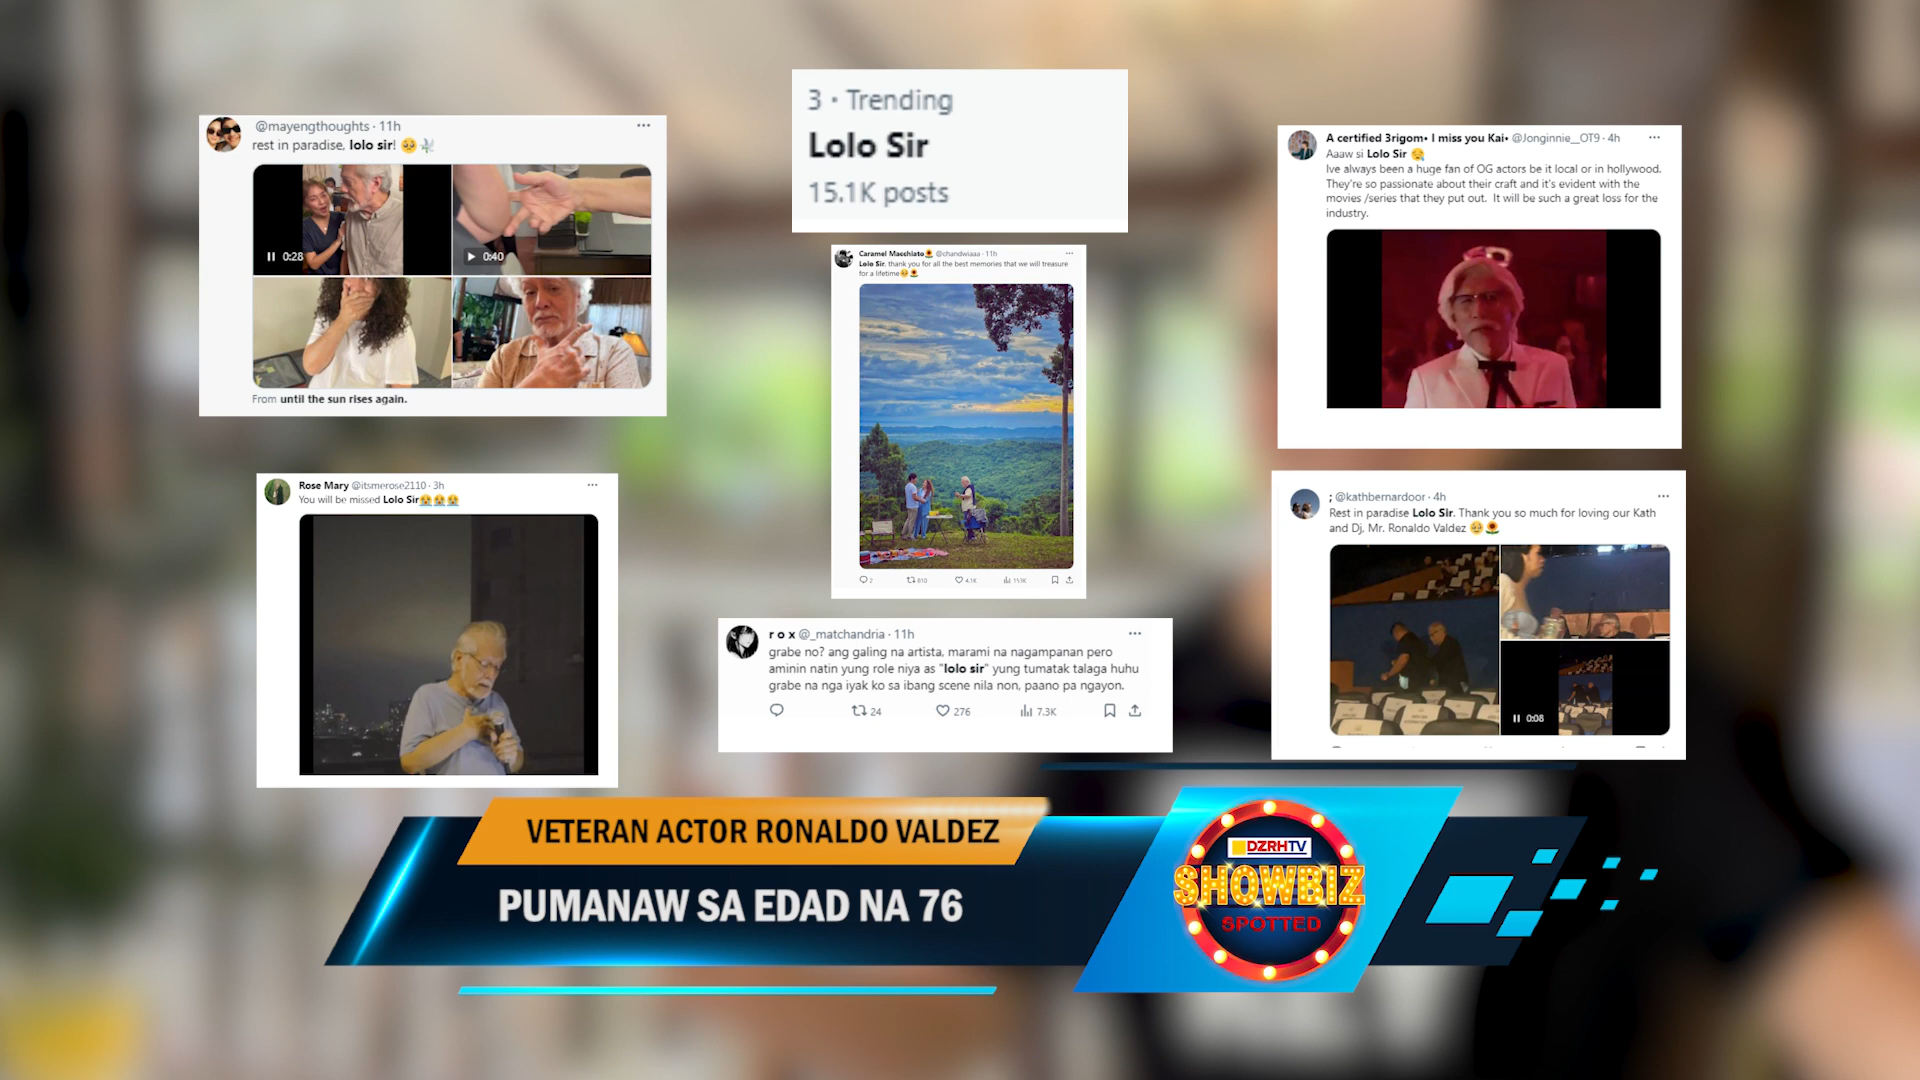 @mayengthoughts · 11h
rest in paradise, lolo sir! 🥹🕊️
0:28
0:40
From until the sun rises again.
3 · Trending
Lolo Sir
15.1K posts
A certified 3rigom• I miss you Kai• @Jonginnie__OT9 · 4h
Aaaw si Lolo Sir 😪
Ive always been a huge fan of OG actors be it local or in hollywood.
They're so passionate about their craft and it's evident with the
movies /series that they put out. It will be such a great loss for the
industry.
Caramel Macchiato🌻 @chandwiaaa · 11h
Lolo Sir, thank you for all the best memories that we will treasure
for a lifetime🥹🌻
2 810 4.1K 153K
Rose Mary @itsmerose2110 · 3h
You will be missed Lolo Sir😭😭😭
r o x @_matchandria · 11h
grabe no? ang galing na artista, marami na nagampanan pero
aminin natin yung role niya as "lolo sir" yung tumatak talaga huhu
grabe na nga iyak ko sa ibang scene nila non, paano pa ngayon.
24 276 7.3K
; @kathbernardoor · 4h
Rest in paradise Lolo Sir. Thank you so much for loving our Kath
and Dj, Mr. Ronaldo Valdez 🥹🌻
0:08
VETERAN ACTOR RONALDO VALDEZ
PUMANAW SA EDAD NA 76
DZRHTV
SHOWBIZ
SPOTTED